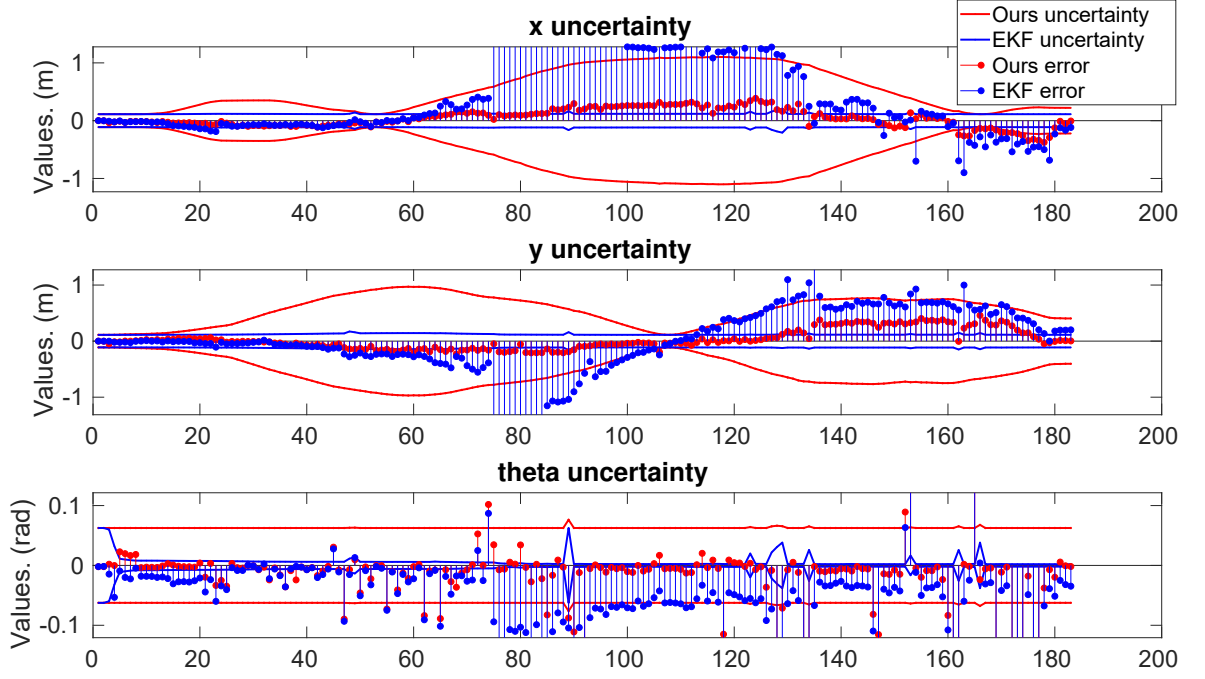 x uncertainty
Ours uncertainty
EKF uncertainty
Ours error
EKF error
Values. (m)
1
0
-1
0 20 40 60 80 100 120 140 160 180 200
y uncertainty
Values. (m)
1
0
-1
0 20 40 60 80 100 120 140 160 180 200
theta uncertainty
Values. (rad)
0.1
0
-0.1
0 20 40 60 80 100 120 140 160 180 200